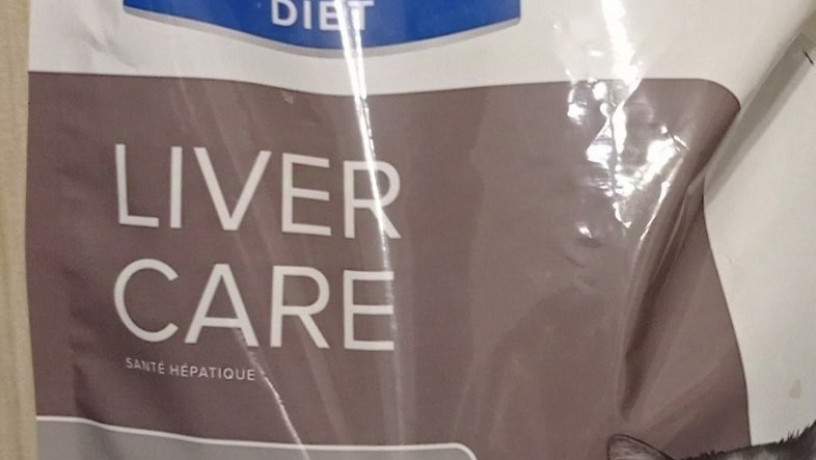 DIET
LIVER
CARE
SANTÉ HÉPATIQUE